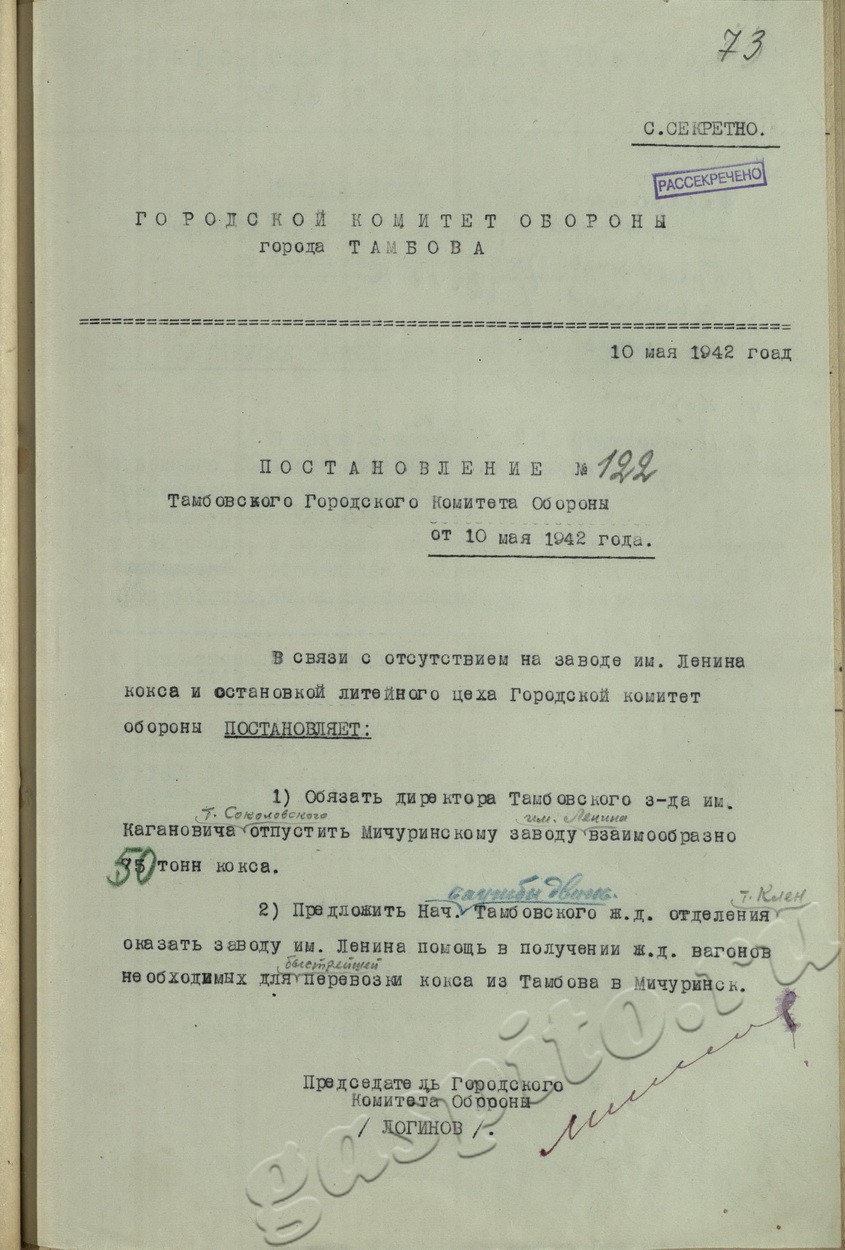 73
С.СЕКРЕТНО.
РАССЕКРЕЧЕНО
ГОРОДСКОЙ КОМИТЕТ ОБОРОНЫ
города ТАМБОВА
================================================================
10 мая 1942 гоад
ПОСТАНОВЛЕНИЕ № 122
Тамбовского Городского Комитета Обороны
от 10 мая 1942 года.
В связи с отсутствием на заводе им. Ленина
кокса и остановкой литейного цеха Городской комитет
обороны ПОСТАНОВЛЯЕТ:
1) Обязать директора Тамбовского з-да им.
т. Соколовского им. Ленина
Кагановича отпустить Мичуринскому заводу взаимообразно
50 тонн кокса.
службы движ. т. Клен
2) Предложить Нач. Тамбовского ж.д. отделения
оказать заводу им. Ленина помощь в получении ж.д. вагонов
быстрейшей
необходимых для перевозки кокса из Тамбова в Мичуринск.
Председатель Городского
Комитета Обороны
/ ЛОГИНОВ /.
gaspito.ru